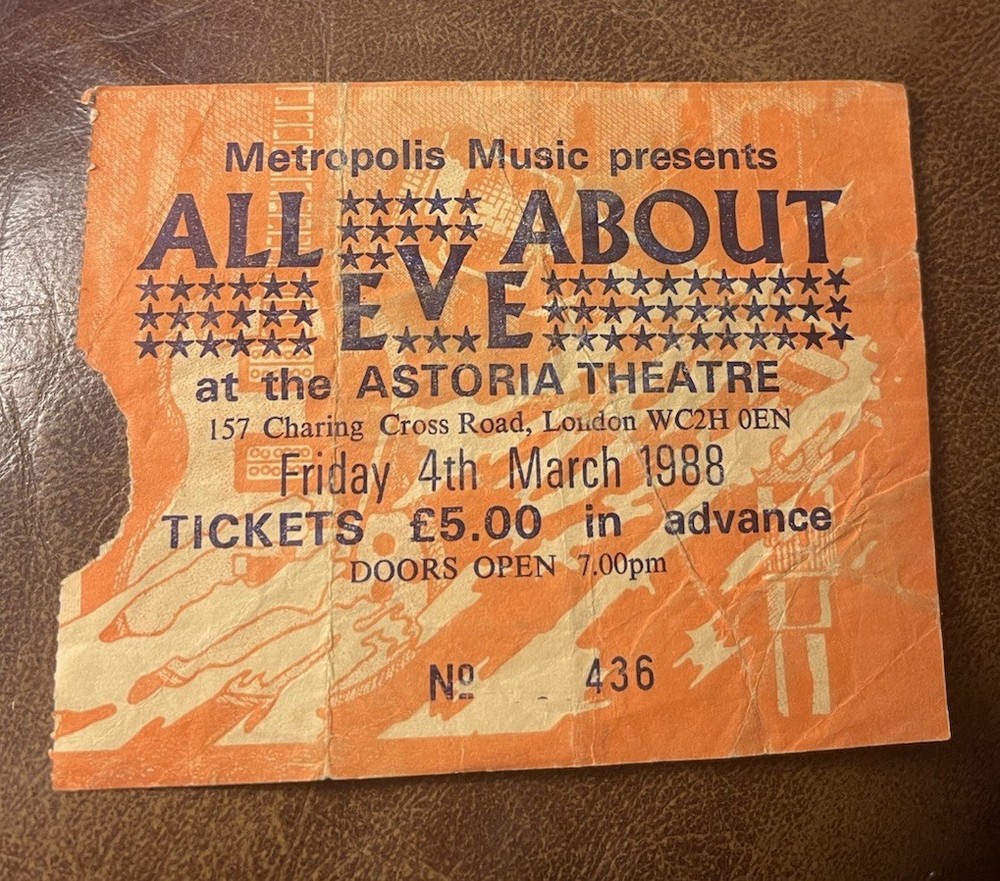 Metropolis Music presents
ALL ABOUT
EVE
at the ASTORIA THEATRE
157 Charing Cross Road, London WC2H 0EN
Friday 4th March 1988
TICKETS £5.00 in advance
DOORS OPEN 7.00pm
Nº 436